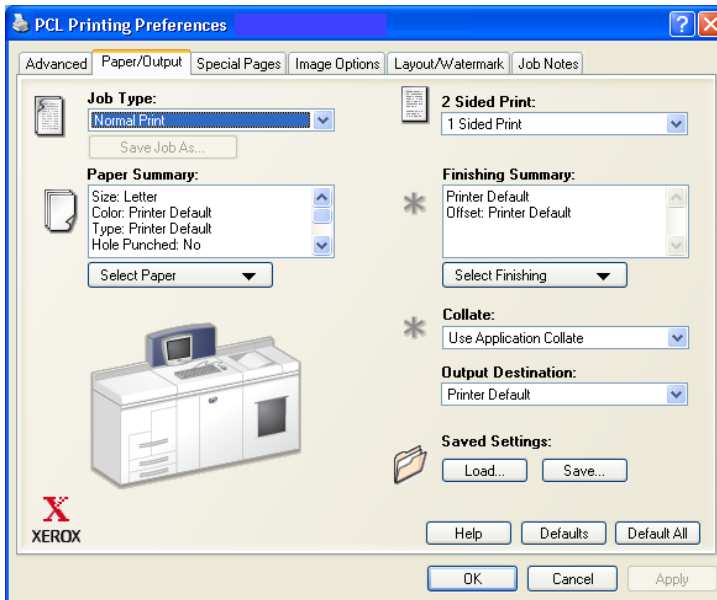 PCL Printing Preferences
Advanced
Paper/Output
Special Pages
Image Options
Layout/Watermark
Job Notes
Job Type:
Normal Print
Save Job As...
Paper Summary:
Size: Letter
Color: Printer Default
Type: Printer Default
Hole Punched: No
Select Paper
2 Sided Print:
1 Sided Print
Finishing Summary:
Printer Default
Offset: Printer Default
Select Finishing
Collate:
Use Application Collate
Output Destination:
Printer Default
Saved Settings:
Load...
Save...
X
XEROX
Help
Defaults
Default All
OK
Cancel
Apply